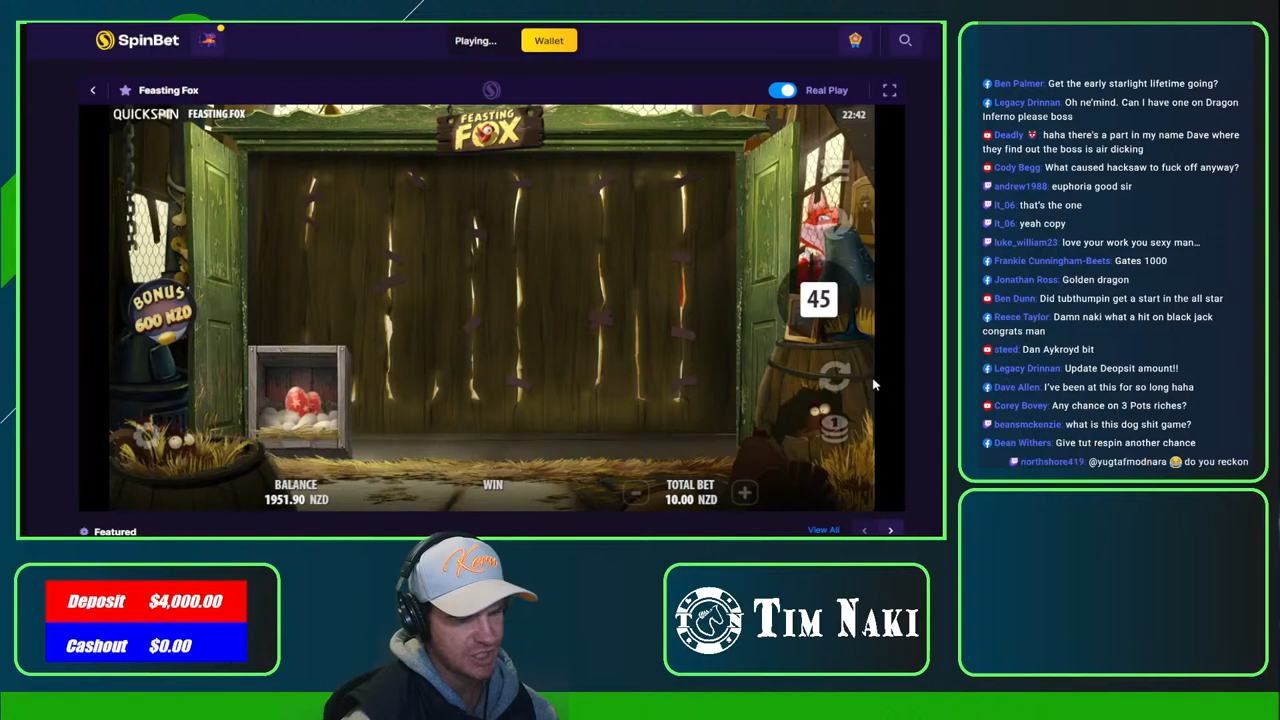 SpinBet
Playing...
Wallet
Feasting Fox
Real Play
QUICKSPIN FEASTING FOX
FEASTING
FOX
22:42
BONUS
600 NZD
45
1
BALANCE
1951.90 NZD
WIN
TOTAL BET
10.00 NZD
Featured
View All
Ben Palmer: Get the early starlight lifetime going?
Legacy Drinnan: Oh ne'mind. Can I have one on Dragon
Inferno please boss
Deadly haha there's a part in my name Dave where
they find out the boss is air dicking
Cody Begg: What caused hacksaw to fuck off anyway?
andrew1988: euphoria good sir
lt_06: that's the one
lt_06: yeah copy
luke_william23: love your work you sexy man...
Frankie Cunningham-Beets: Gates 1000
Jonathan Ross: Golden dragon
Ben Dunn: Did tubthumpin get a start in the all star
Reece Taylor: Damn naki what a hit on black jack
congrats man
steed: Dan Aykroyd bit
Legacy Drinnan: Update Deopsit amount!!
Dave Allen: I've been at this for so long haha
Corey Bovey: Any chance on 3 Pots riches?
beansmckenzie: what is this dog shit game?
Dean Withers: Give tut respin another chance
northshore419: @yugtafmodnara 😂 do you reckon
Deposit $4,000.00
Cashout $0.00
Karen
TN
TIM NAKI